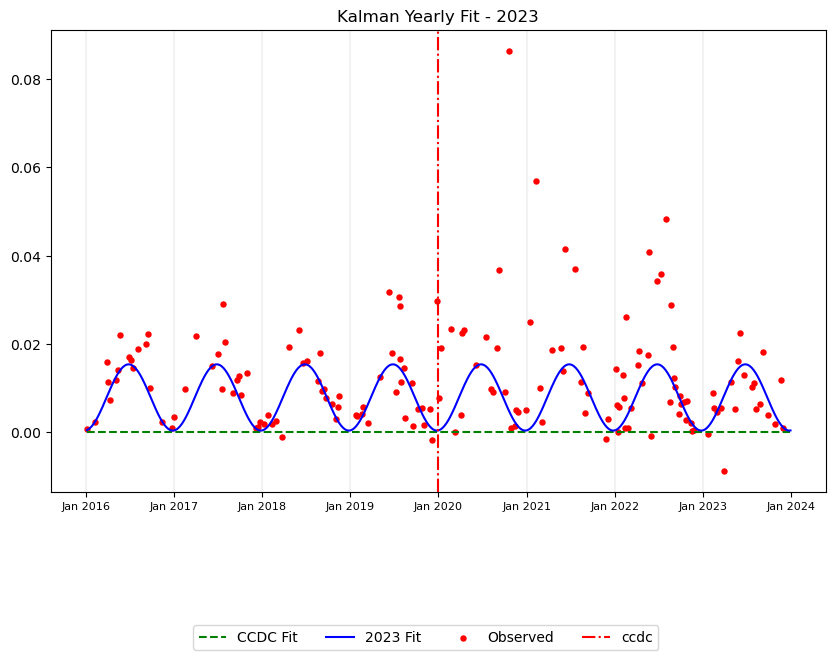 Kalman Yearly Fit - 2023
0.08
0.06
0.04
0.02
0.00
Jan 2016 Jan 2017 Jan 2018 Jan 2019 Jan 2020 Jan 2021 Jan 2022 Jan 2023 Jan 2024
CCDC Fit 2023 Fit Observed ccdc